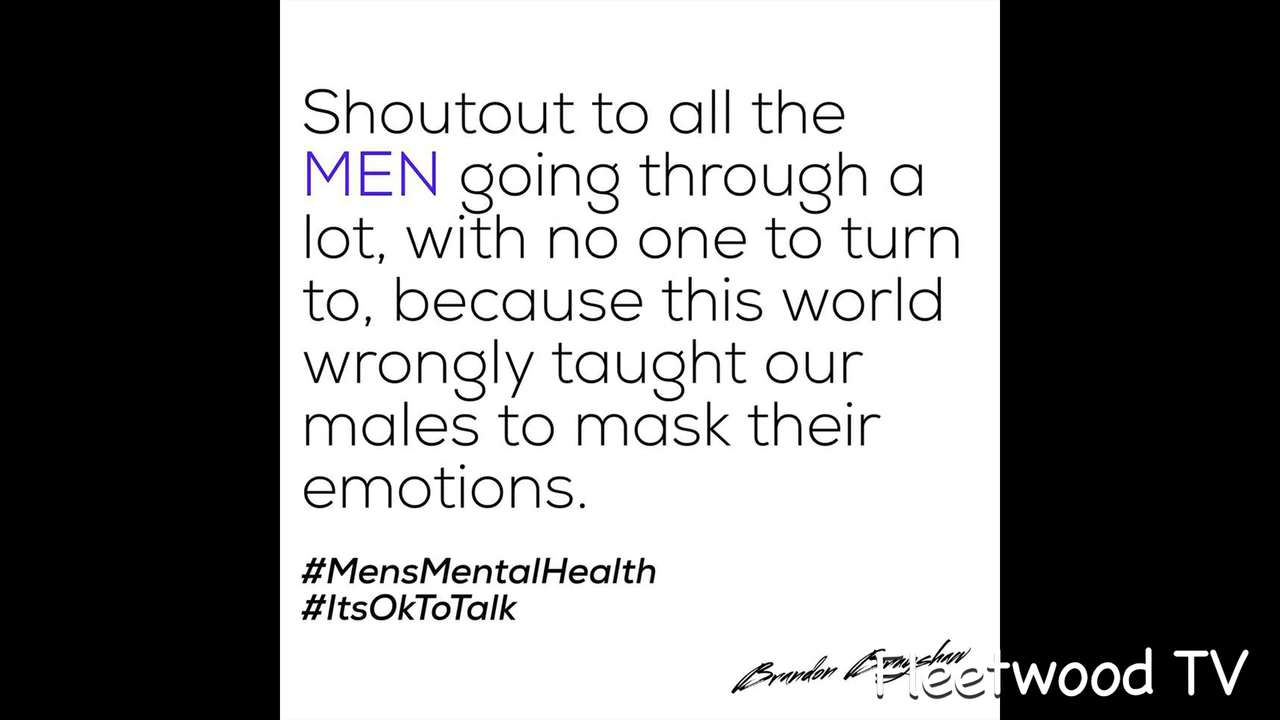 Shoutout to all the
MEN going through a
lot, with no one to turn
to, because this world
wrongly taught our
males to mask their
emotions.
#MensMentalHealth
#ItsOkToTalk
Brandon Brayshaw
Fleetwood TV